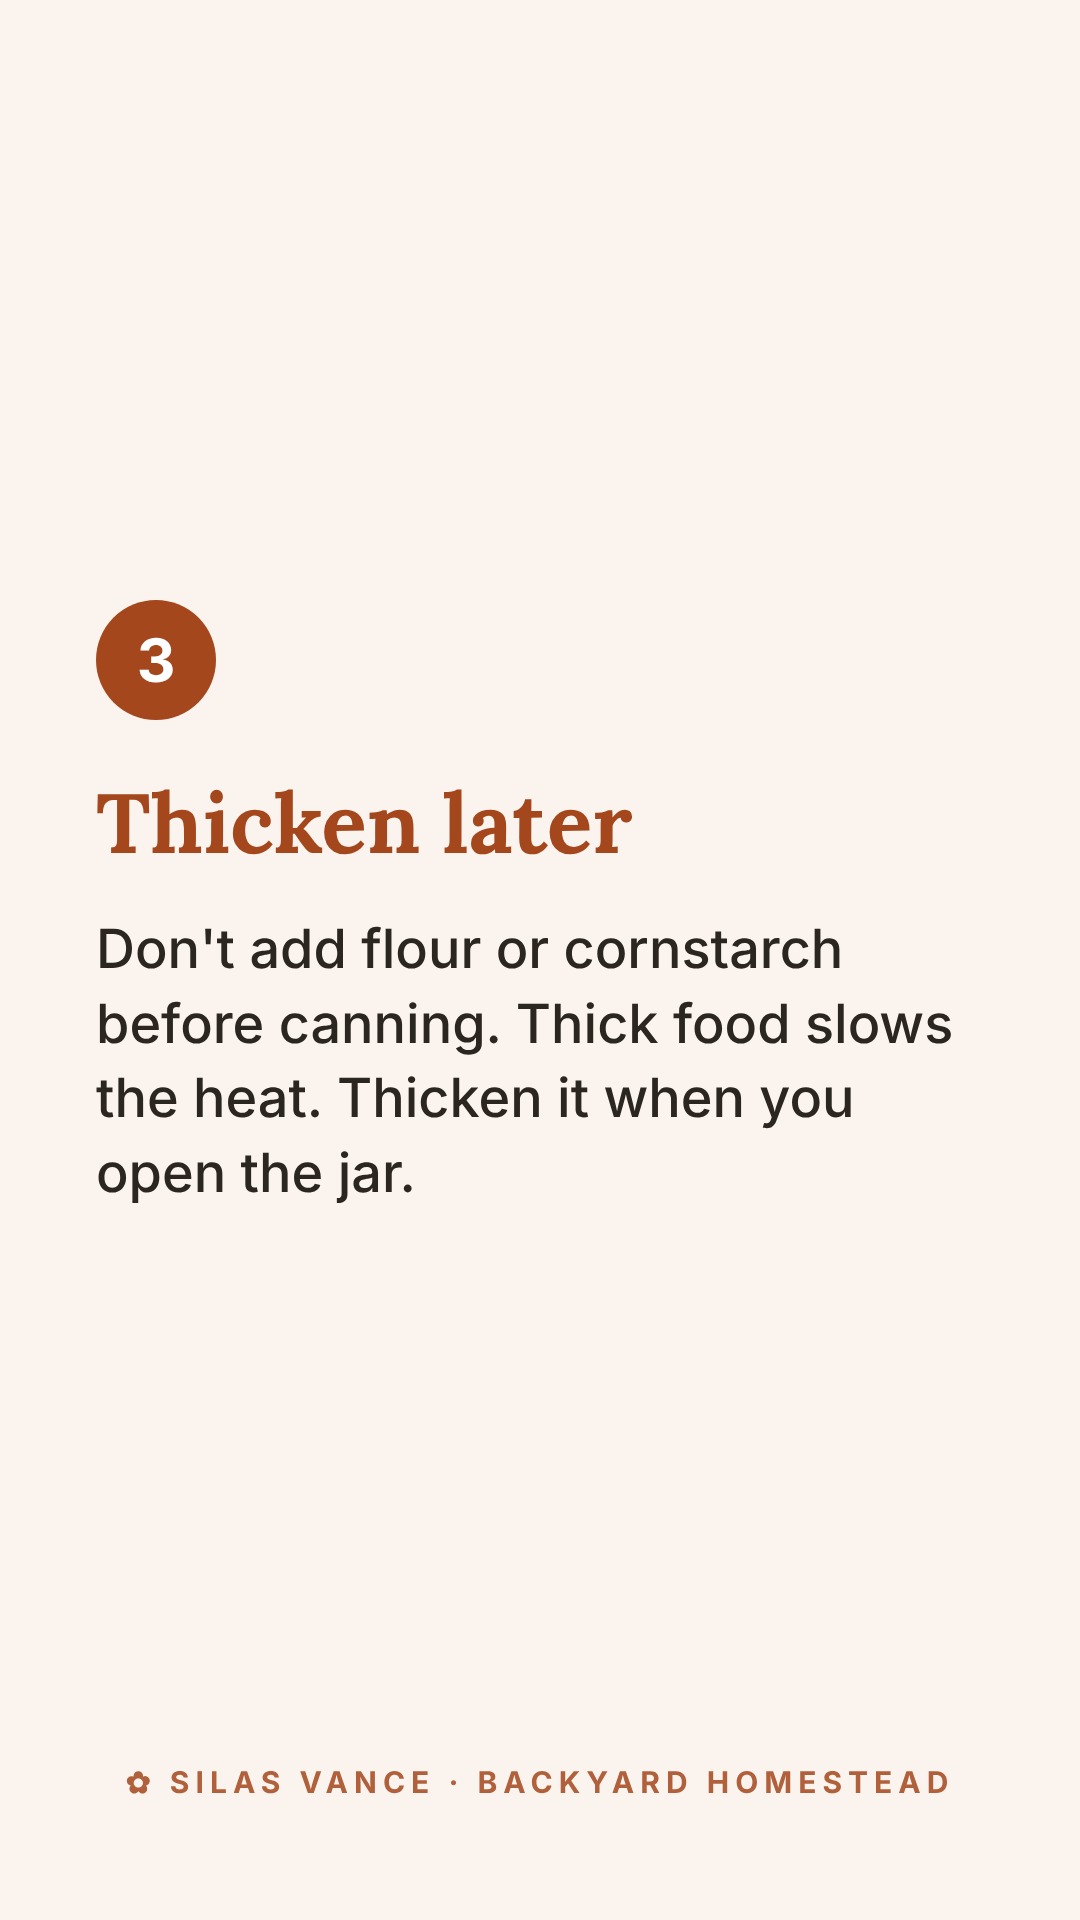 3
Thicken later
Don't add flour or cornstarch
before canning. Thick food slows
the heat. Thicken it when you
open the jar.
✿ SILAS VANCE · BACKYARD HOMESTEAD